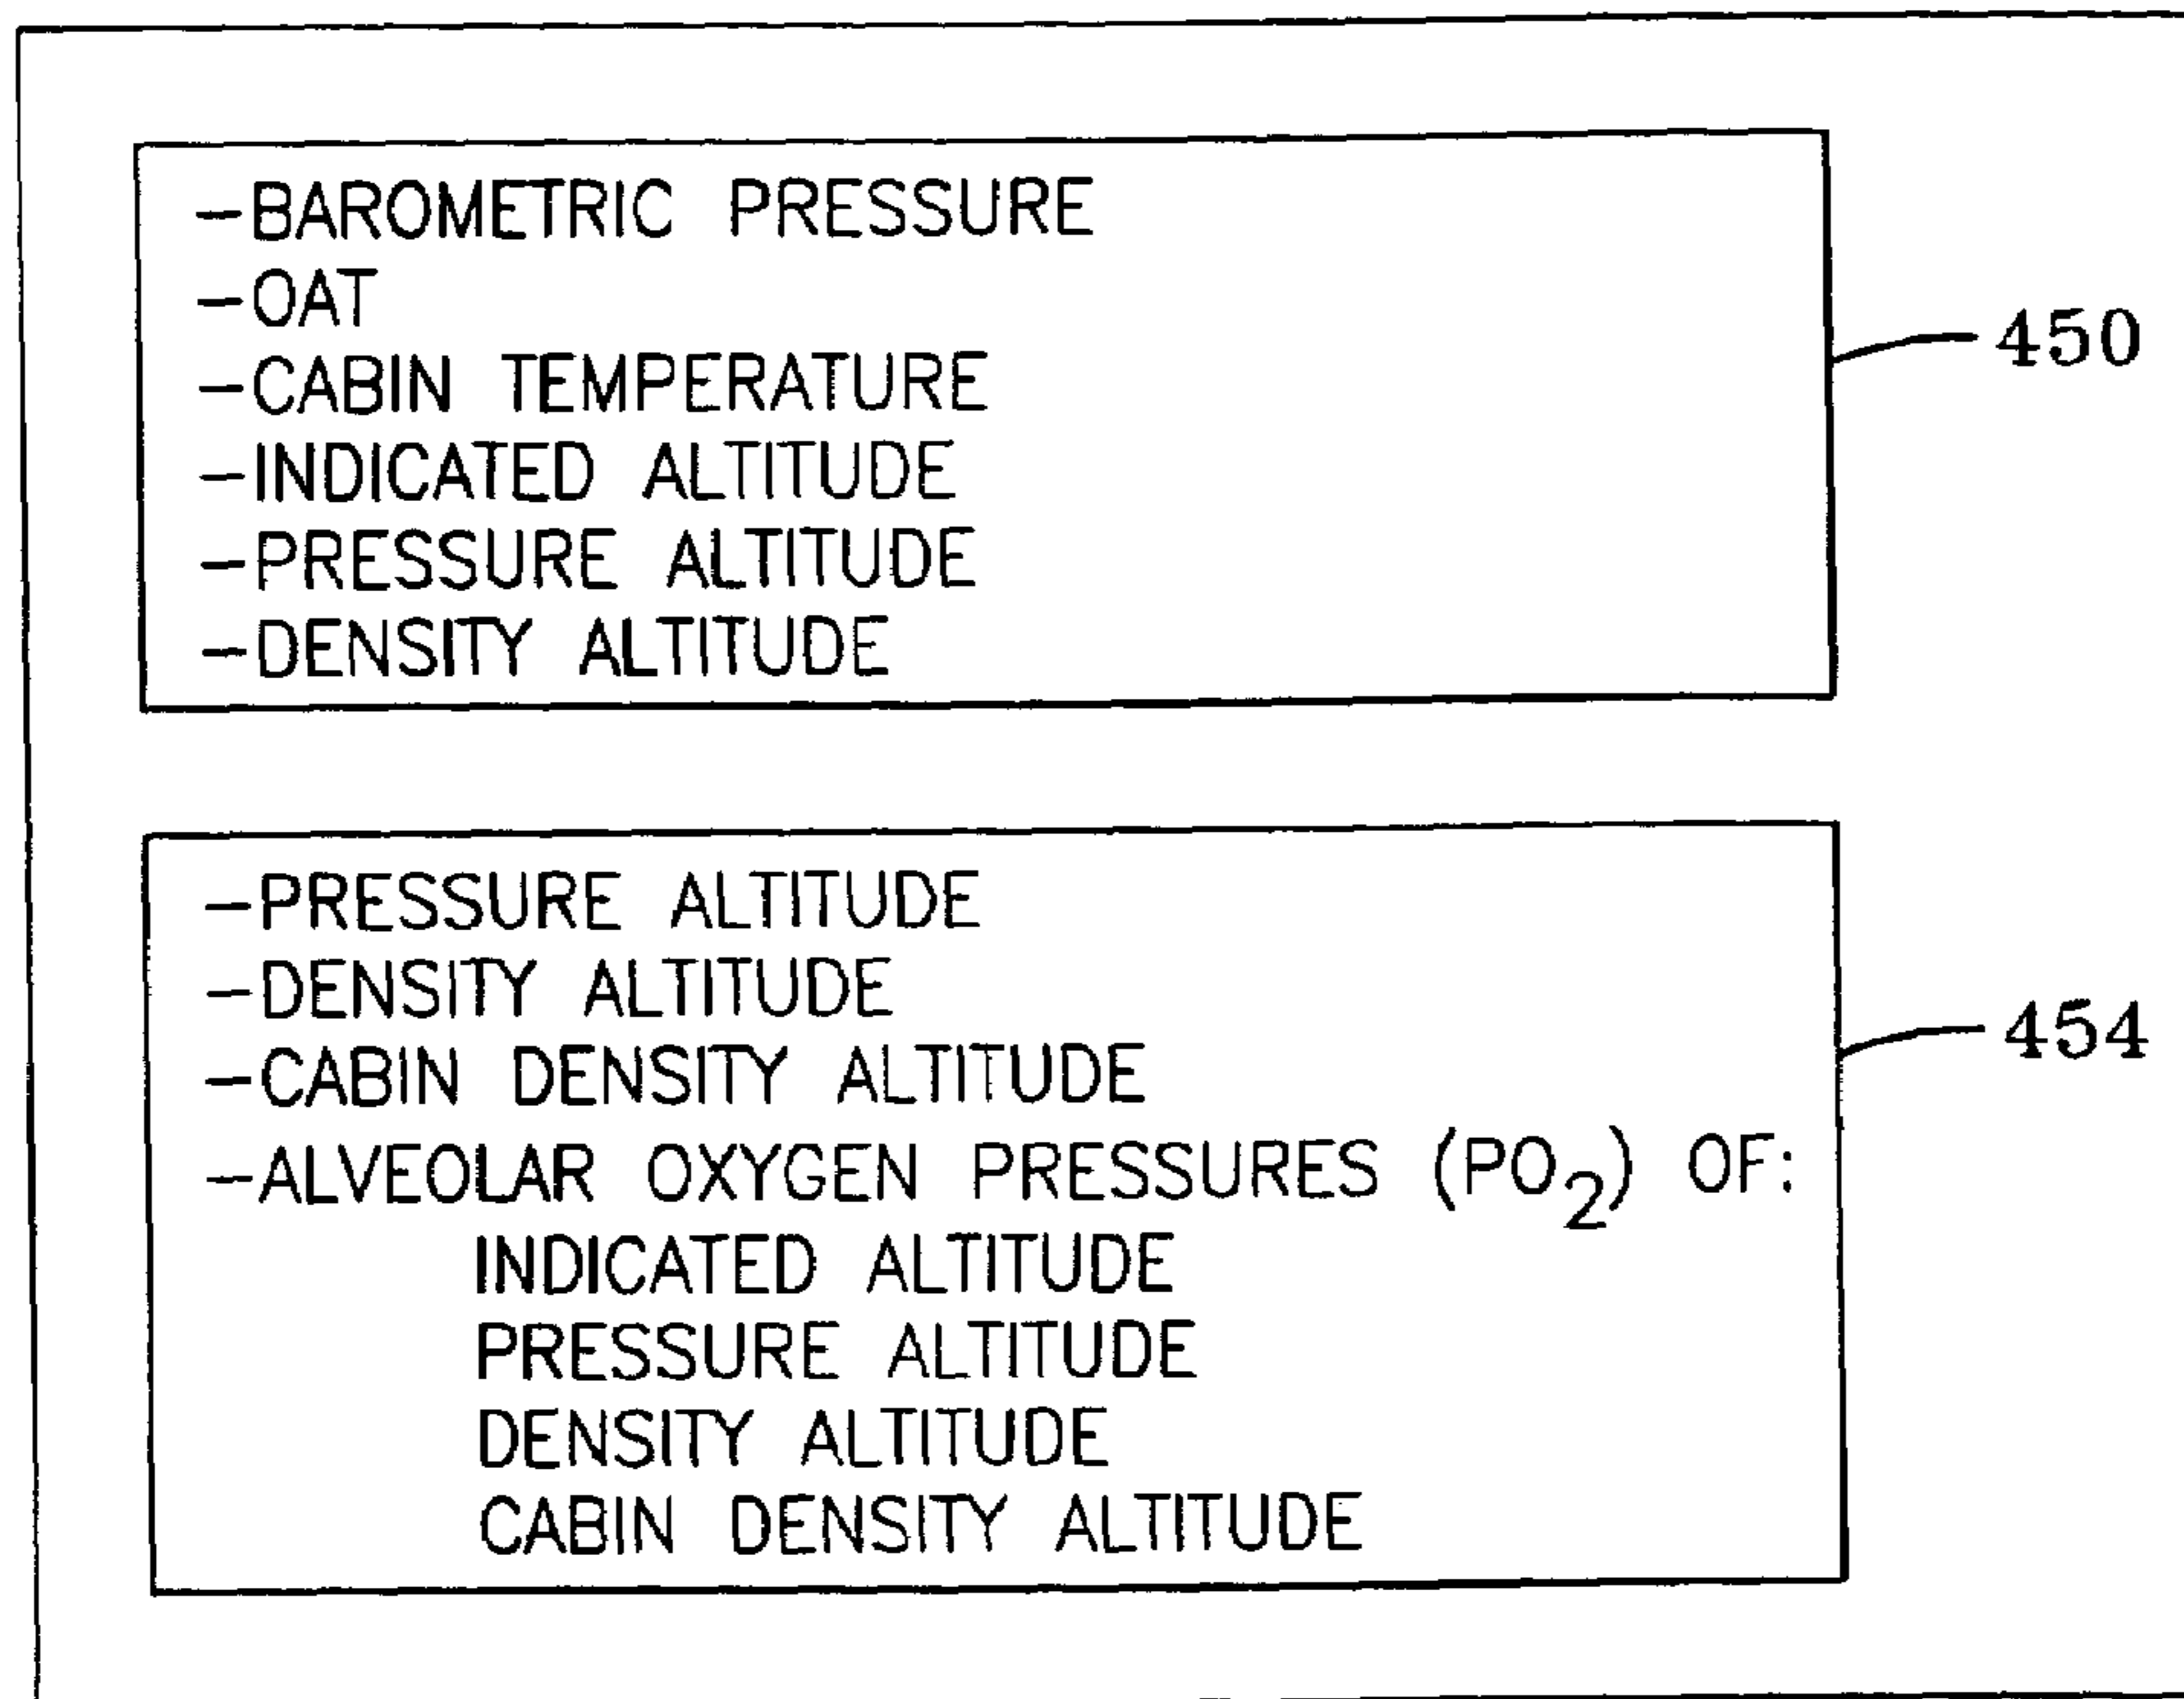 -BAROMETRIC PRESSURE
-OAT
-CABIN TEMPERATURE
-INDICATED ALTITUDE
-PRESSURE ALTITUDE
-DENSITY ALTITUDE
450
-PRESSURE ALTITUDE
-DENSITY ALTITUDE
-CABIN DENSITY ALTITUDE
-ALVEOLAR OXYGEN PRESSURES (PO₂) OF:
INDICATED ALTITUDE
PRESSURE ALTITUDE
DENSITY ALTITUDE
CABIN DENSITY ALTITUDE
454